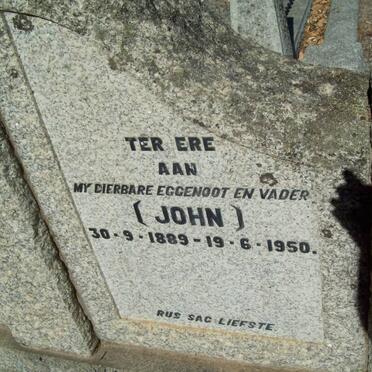 TER ERE
AAN
MY DIERBARE EGGENOOT EN VADER
(JOHN)
30-9-1889-19-6-1950.
RUS SAG LIEFSTE